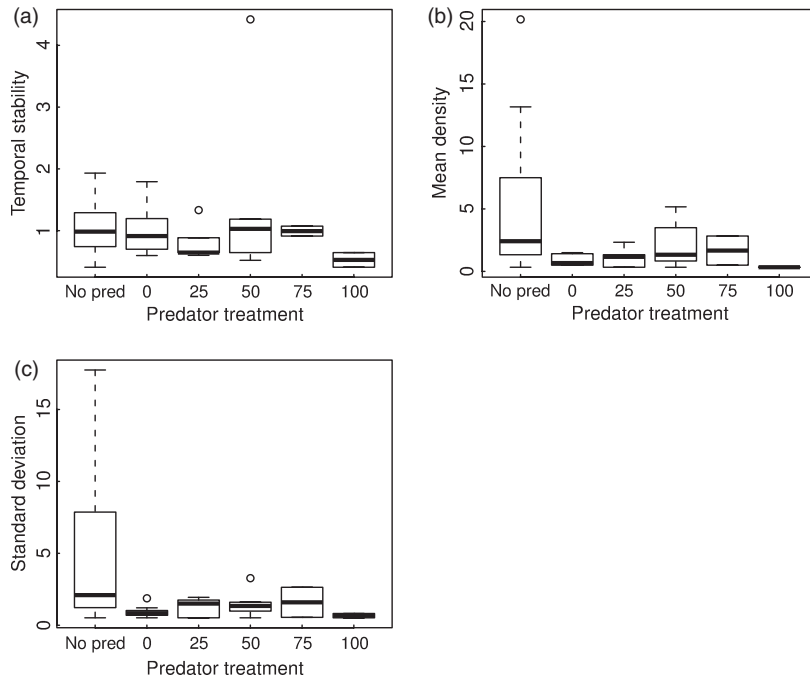 (a)
Temporal stability
4
3
2
1
No pred 0 25 50 75 100
Predator treatment
(b)
Mean density
20
15
10
5
0
No pred 0 25 50 75 100
Predator treatment
(c)
Standard deviation
15
10
5
0
No pred 0 25 50 75 100
Predator treatment